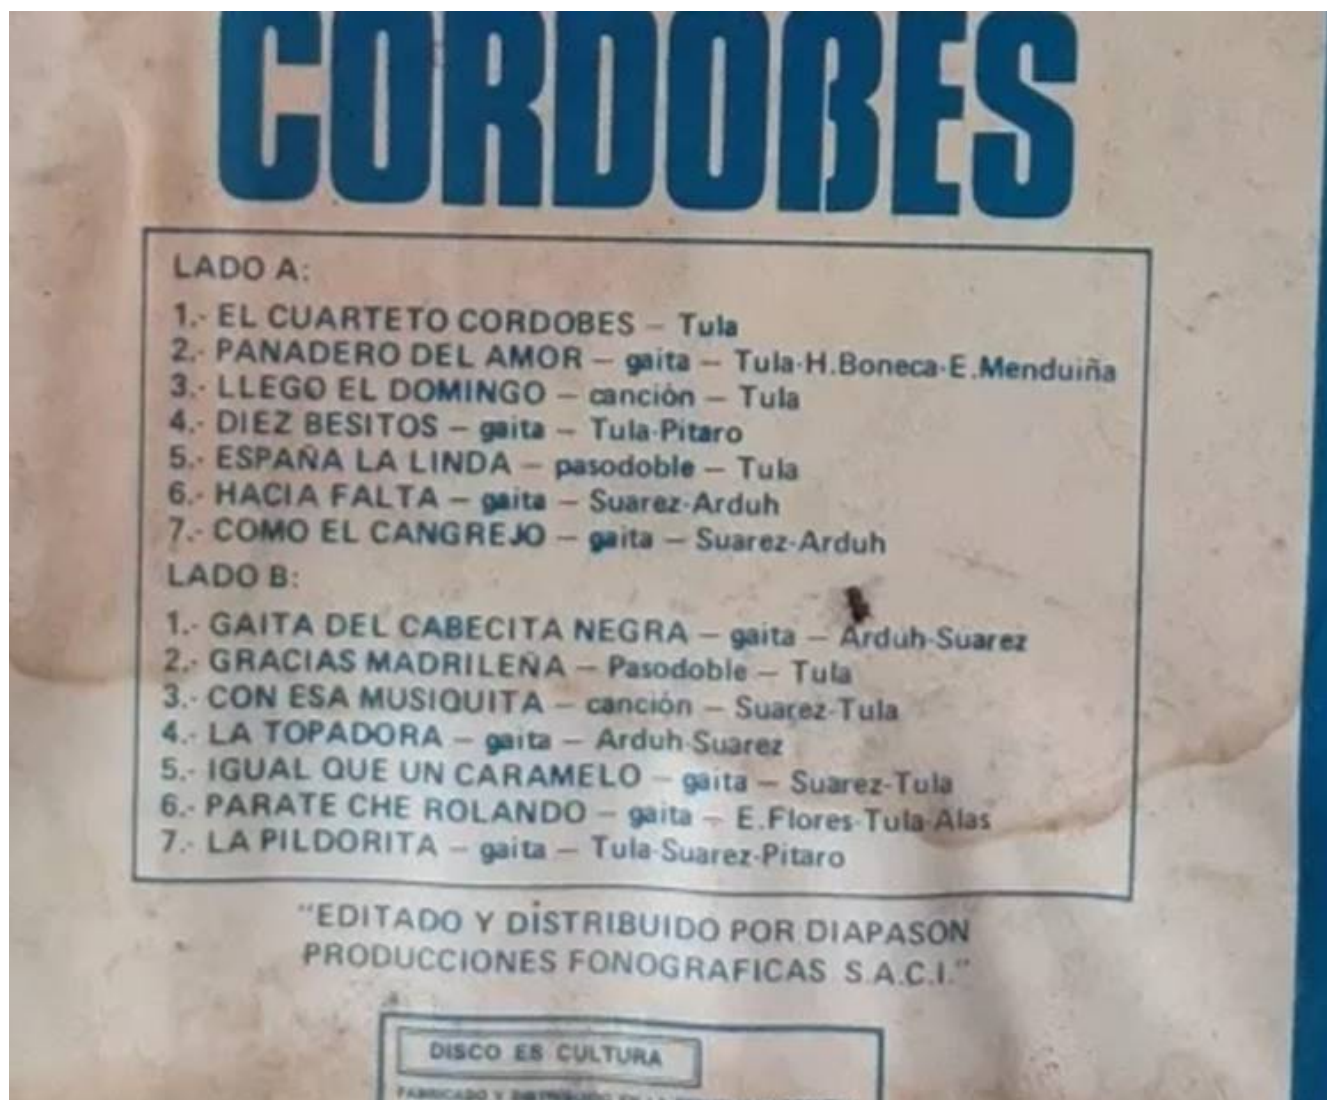 CORDOBES
LADO A:
1.- EL CUARTETO CORDOBES – Tula
2.- PANADERO DEL AMOR – gaita – Tula-H.Boneca-E.Menduiña
3.- LLEGO EL DOMINGO – canción – Tula
4.- DIEZ BESITOS – gaita – Tula-Pitaro
5.- ESPAÑA LA LINDA – pasodoble – Tula
6.- HACIA FALTA – gaita – Suarez-Arduh
7.- COMO EL CANGREJO – gaita – Suarez-Arduh
LADO B:
1.- GAITA DEL CABECITA NEGRA – gaita – Arduh-Suarez
2.- GRACIAS MADRILEÑA – Pasodoble – Tula
3.- CON ESA MUSIQUITA – canción – Suarez-Tula
4.- LA TOPADORA – gaita – Arduh-Suarez
5.- IGUAL QUE UN CARAMELO – gaita – Suarez-Tula
6.- PARATE CHE ROLANDO – gaita – E.Flores-Tula-Alas
7.- LA PILDORITA – gaita – Tula-Suarez-Pitaro
"EDITADO Y DISTRIBUIDO POR DIAPASON
PRODUCCIONES FONOGRAFICAS S.A.C.I."
DISCO ES CULTURA
FABRICADO Y DISTRIBUIDO EN LA